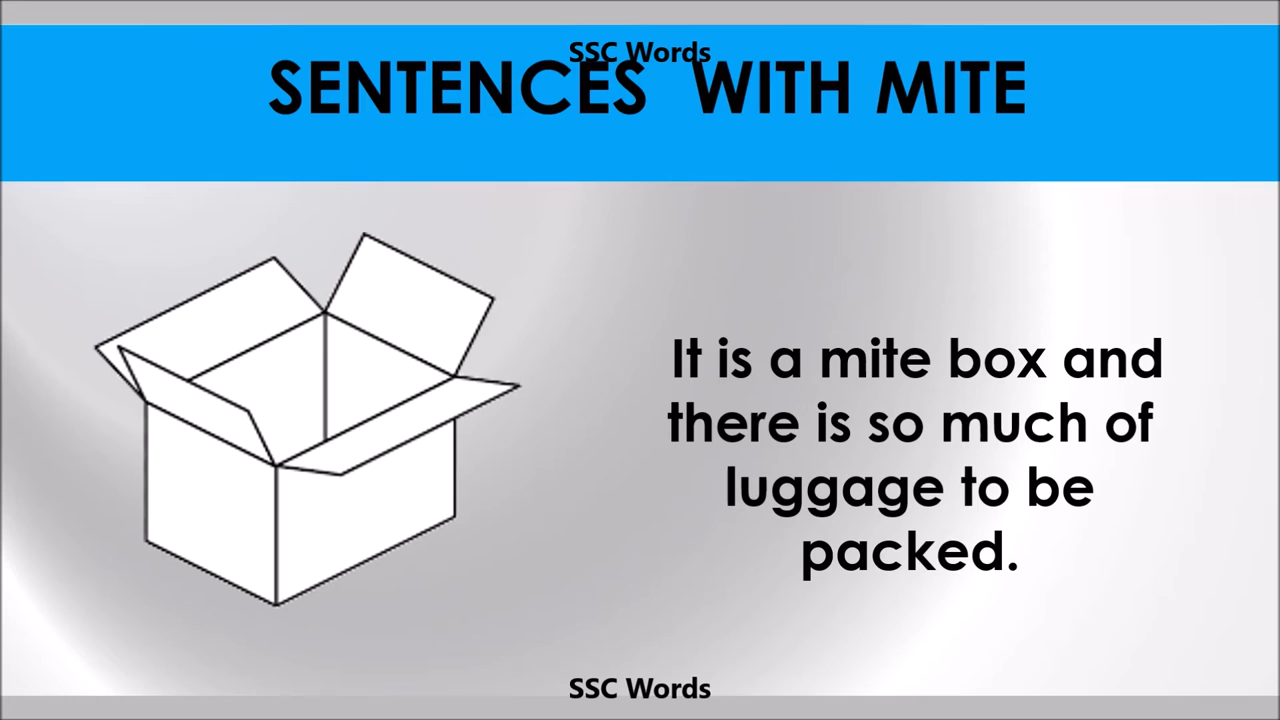 SSC Words
SENTENCES WITH MITE
It is a mite box and
there is so much of
luggage to be
packed.
SSC Words